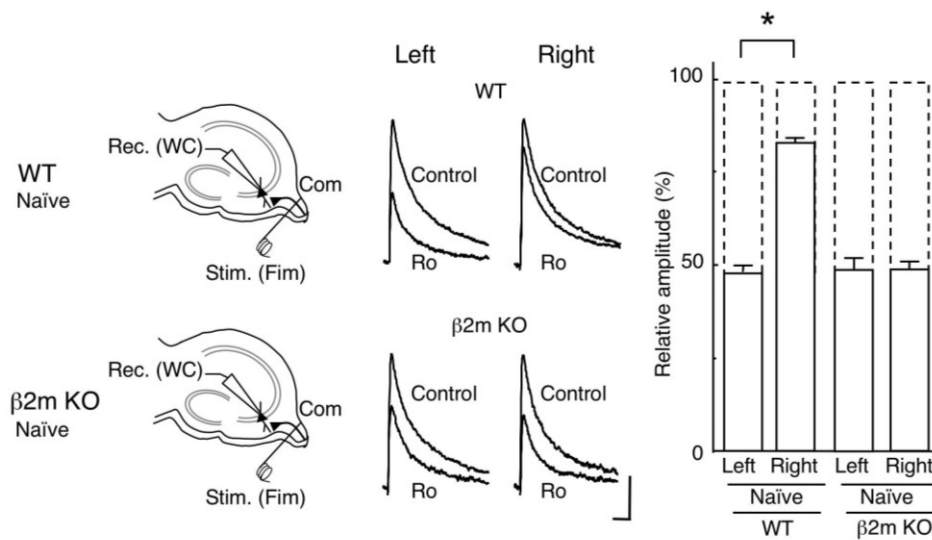 Left Right
WT
WT
Naïve
Rec. (WC)
Com
Stim. (Fim)
Control
Ro
Control
Ro
β2m KO
β2m KO
Naïve
Rec. (WC)
Com
Stim. (Fim)
Control
Ro
Control
Ro
*
Relative amplitude (%)
100
50
0
Left Right Left Right
Naïve Naïve
WT β2m KO